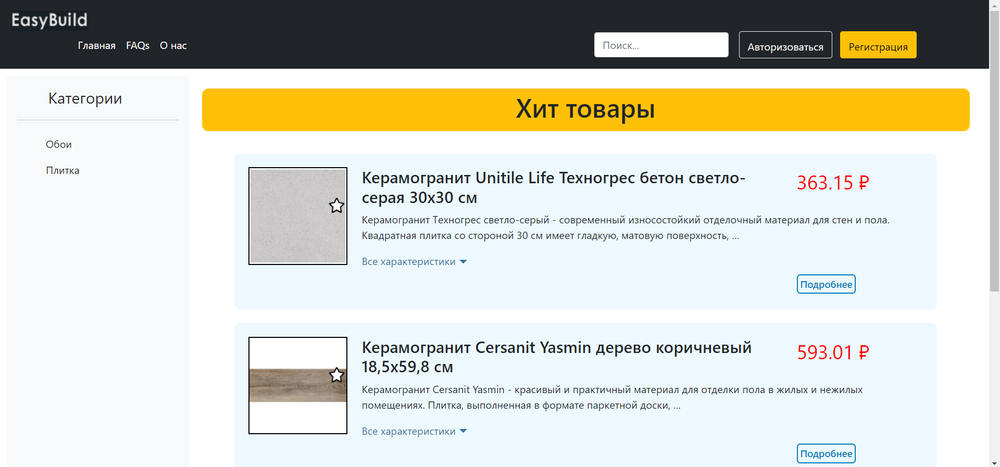 EasyBuild
Главная FAQs О нас
Поиск...
Авторизоваться
Регистрация
Категории
Обои
Плитка
Хит товары
Керамогранит Unitile Life Техногрес бетон светло-
серая 30х30 см
363.15 ₽
Керамогранит Техногрес светло-серый - современный износостойкий отделочный материал для стен и пола.
Квадратная плитка со стороной 30 см имеет гладкую, матовую поверхность, ...
Все характеристики
Подробнее
Керамогранит Cersanit Yasmin дерево коричневый
18,5х59,8 см
593.01 ₽
Керамогранит Cersanit Yasmin - красивый и практичный материал для отделки пола в жилых и нежилых
помещениях. Плитка, выполненная в формате паркетной доски, ...
Все характеристики
Подробнее